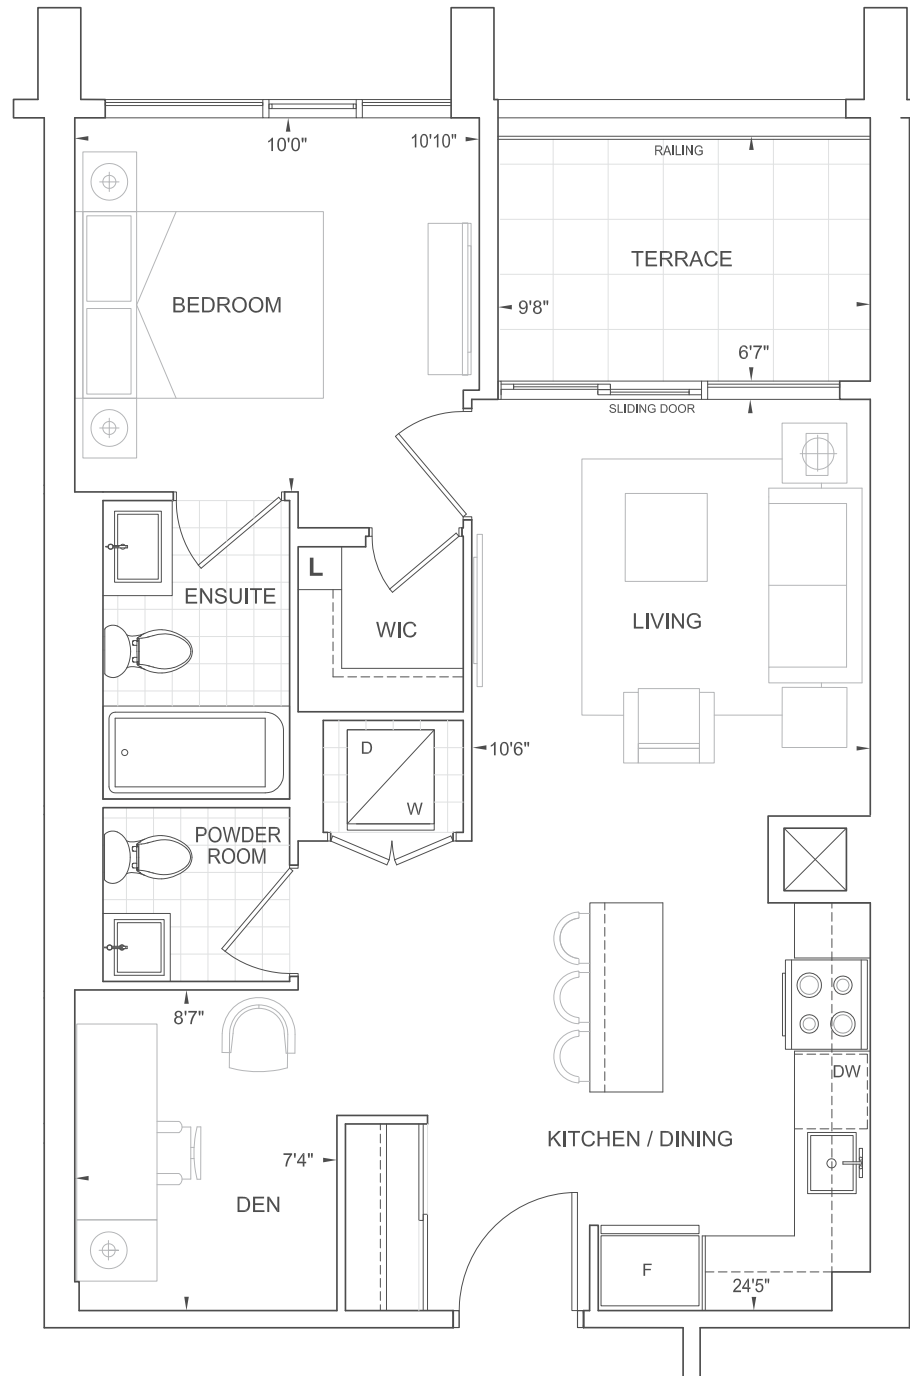 10'0"
10'10"
RAILING
TERRACE
BEDROOM
9'8"
6'7"
SLIDING DOOR
L
ENSUITE
WIC
LIVING
D
10'6"
W
POWDER
ROOM
8'7"
DW
KITCHEN / DINING
7'4"
DEN
F
24'5"